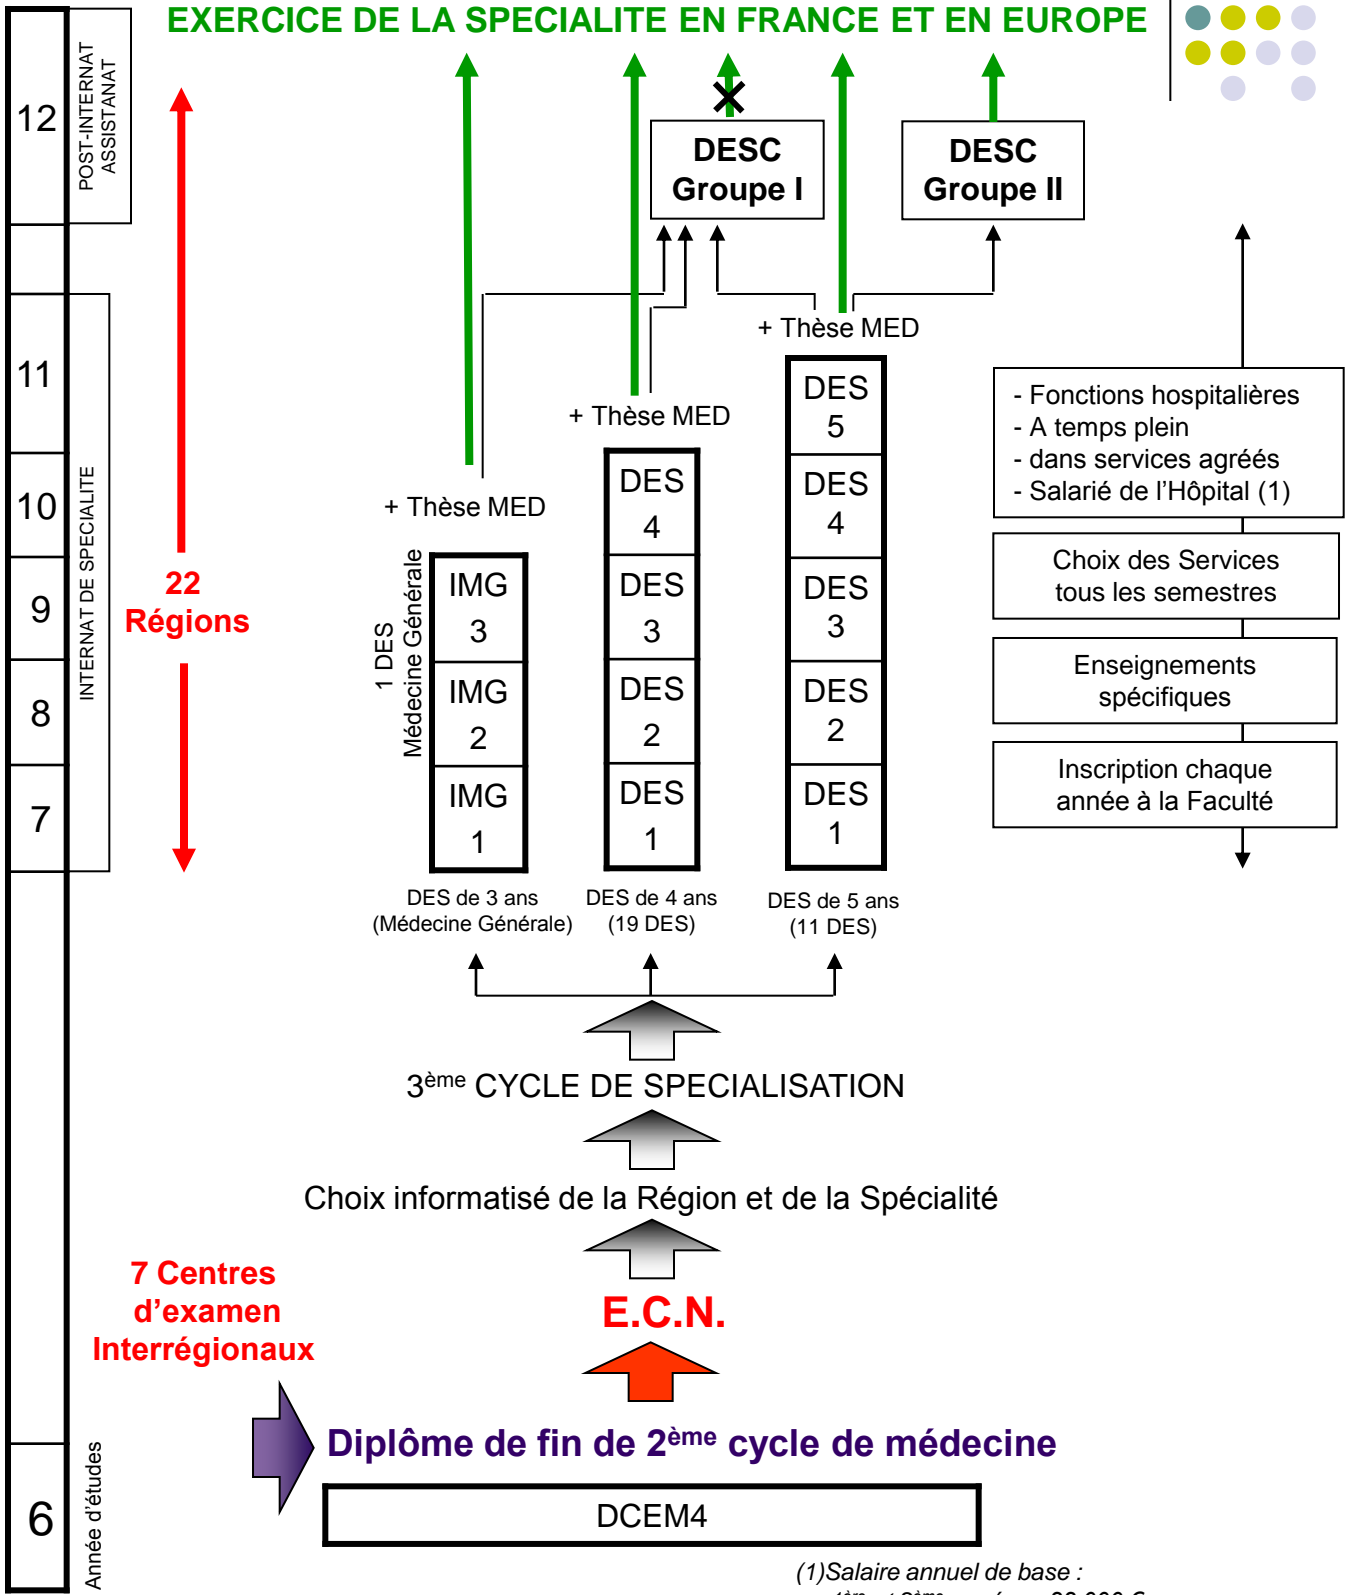 EXERCICE DE LA SPECIALITE EN FRANCE ET EN EUROPE
12
POST-INTERNAT
ASSISTANAT
DESC
Groupe I
DESC
Groupe II
11
10
9
8
7
INTERNAT DE SPECIALITE
22
Régions
+ Thèse MED
+ Thèse MED
+ Thèse MED
1 DES
Médecine Générale
IMG
3
IMG
2
IMG
1
DES
4
DES
3
DES
2
DES
1
DES
5
DES
4
DES
3
DES
2
DES
1
- Fonctions hospitalières
- A temps plein
- dans services agréés
- Salarié de l’Hôpital (1)
Choix des Services
tous les semestres
Enseignements
spécifiques
Inscription chaque
année à la Faculté
DES de 3 ans
(Médecine Générale)
DES de 4 ans
(19 DES)
DES de 5 ans
(11 DES)
3ème CYCLE DE SPECIALISATION
Choix informatisé de la Région et de la Spécialité
7 Centres
d’examen
Interrégionaux
E.C.N.
Diplôme de fin de 2ème cycle de médecine
6
Année d’études
DCEM4
(1)Salaire annuel de base :